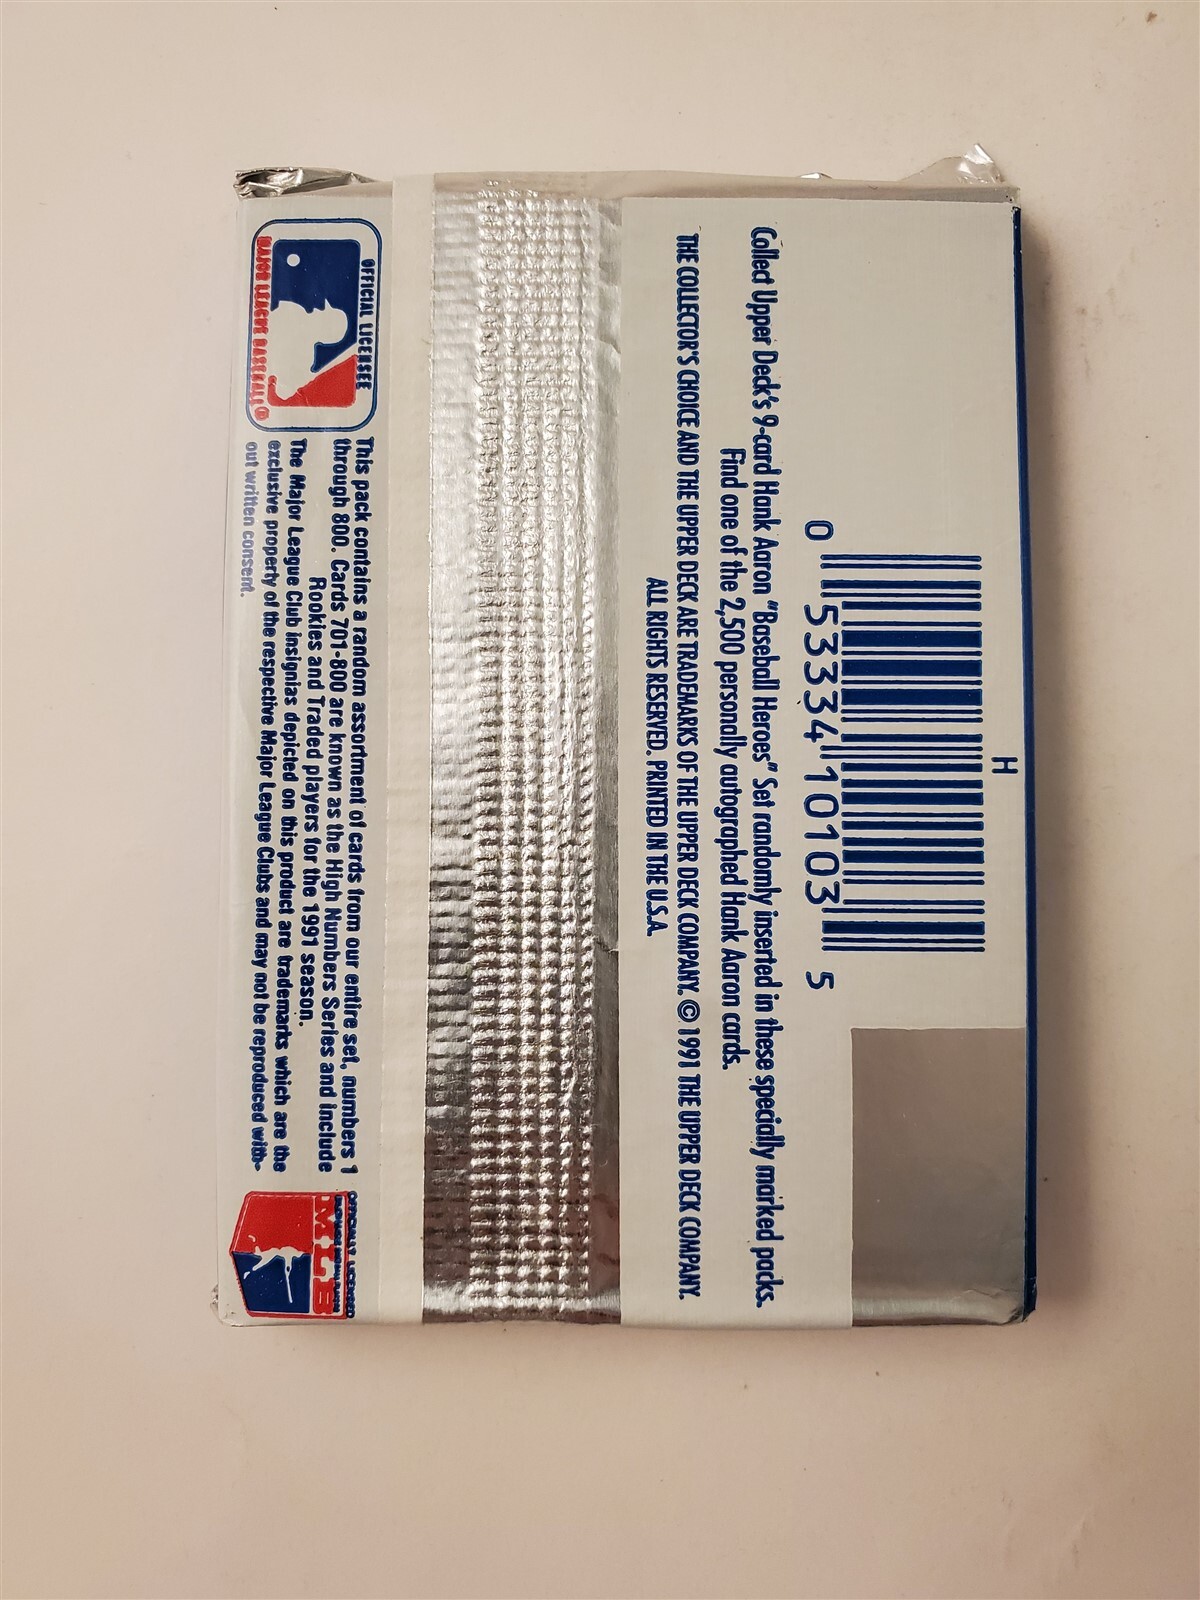 H
0 53334 10103 5
Collect Upper Deck's 9-card Hank Aaron "Baseball Heroes" Set randomly inserted in these specially marked packs.
Find one of the 2,500 personally autographed Hank Aaron cards.
THE COLLECTOR'S CHOICE AND THE UPPER DECK ARE TRADEMARKS OF THE UPPER DECK COMPANY. © 1991 THE UPPER DECK COMPANY.
ALL RIGHTS RESERVED. PRINTED IN THE U.S.A.
OFFICIAL LICENSEE
MAJOR LEAGUE BASEBALL®
This pack contains a random assortment of cards from our entire set, numbers 1
through 800. Cards 701-800 are known as the High Numbers Series and include
Rookies and Traded players for the 1991 season.
The Major League Club insignias depicted on this product are trademarks which are the
exclusive property of the respective Major League Clubs and may not be reproduced with-
out written consent.
OFFICIALLY LICENSED